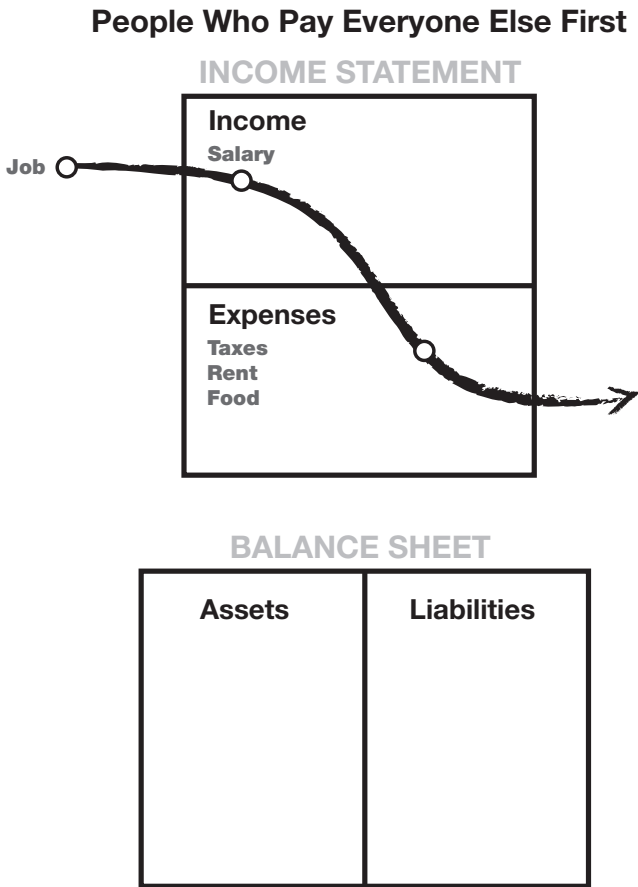 People Who Pay Everyone Else First
INCOME STATEMENT
Income
Salary
Job
Expenses
Taxes
Rent
Food
BALANCE SHEET
Assets
Liabilities